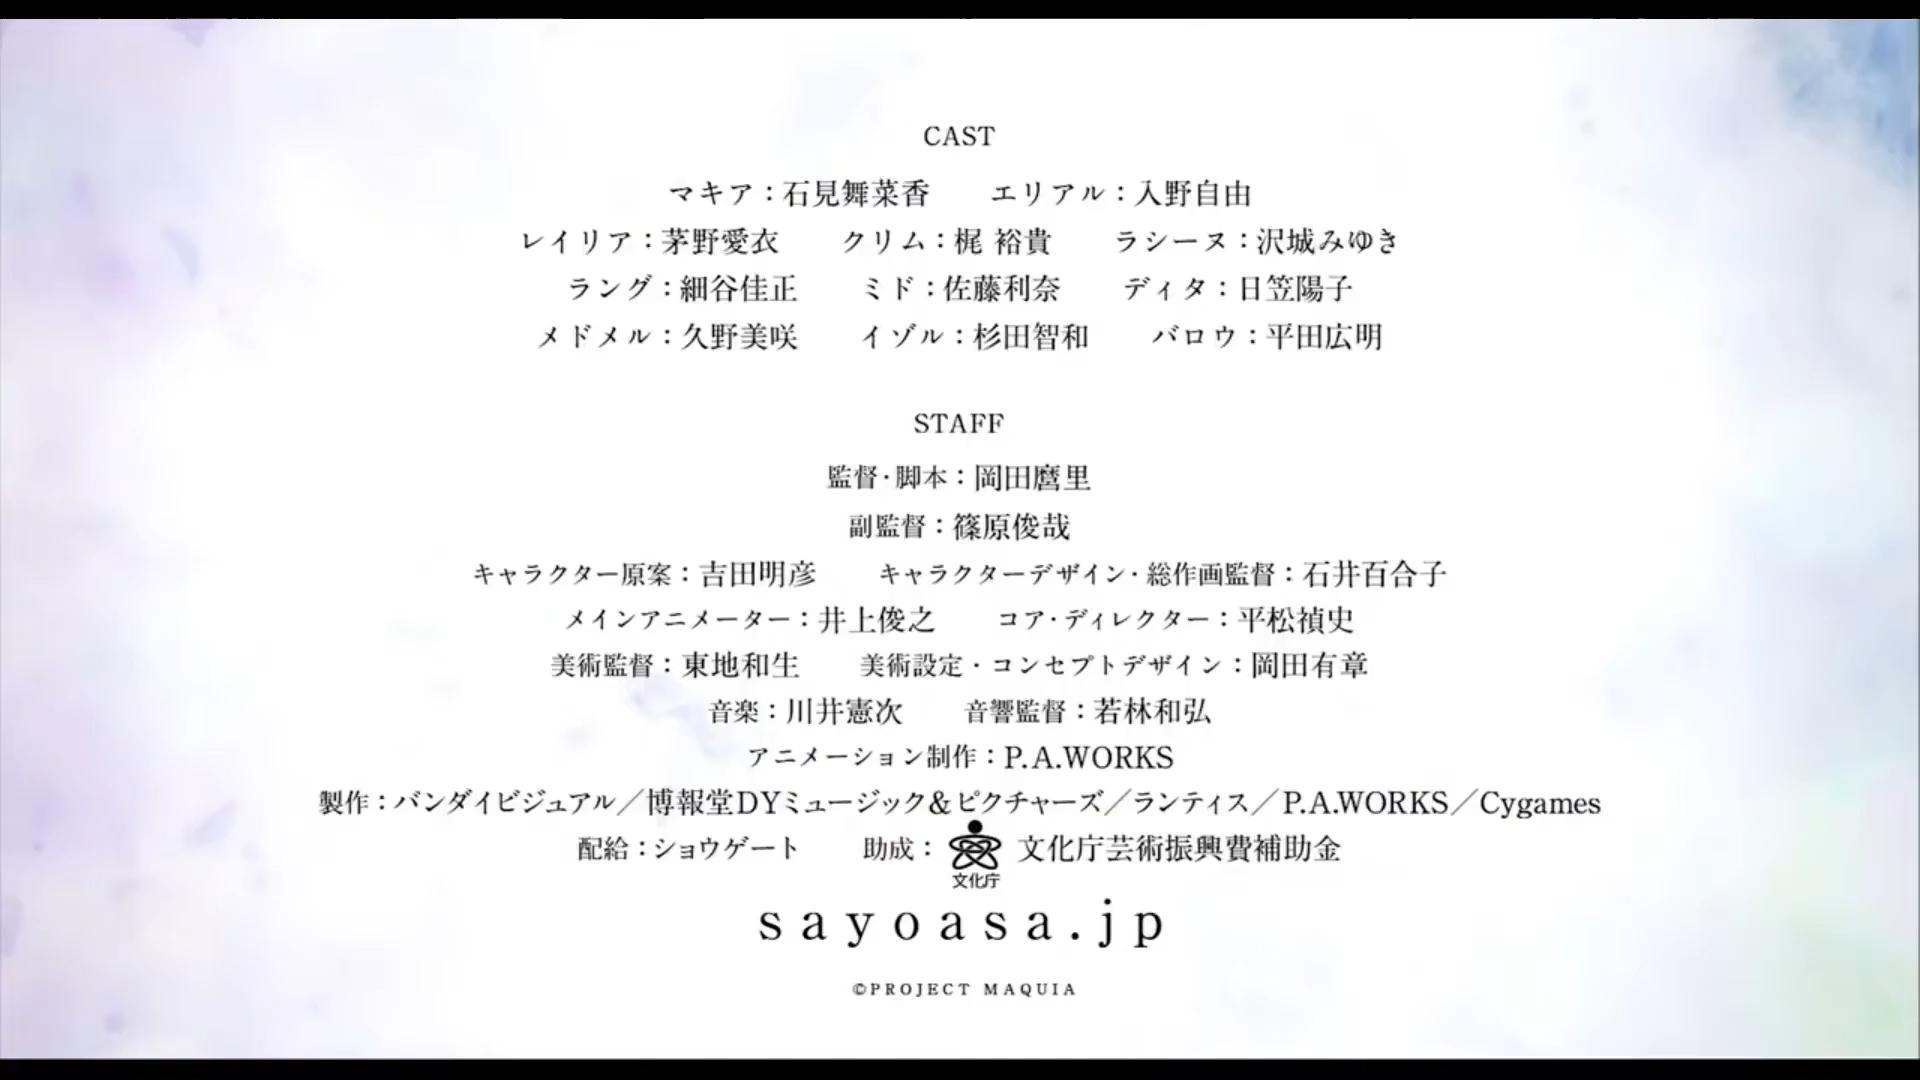 CAST
マキア：石見舞菜香　エリアル：入野自由
レイリア：茅野愛衣　クリム：梶 裕貴　ラシーヌ：沢城みゆき
ラング：細谷佳正　ミド：佐藤利奈　ディタ：日笠陽子
メドメル：久野美咲　イゾル：杉田智和　バロウ：平田広明
STAFF
監督・脚本：岡田麿里
副監督：篠原俊哉
キャラクター原案：吉田明彦　キャラクターデザイン・総作画監督：石井百合子
メインアニメーター：井上俊之　コア・ディレクター：平松禎史
美術監督：東地和生　美術設定・コンセプトデザイン：岡田有章
音楽：川井憲次　音響監督：若林和弘
アニメーション制作：P.A.WORKS
製作：バンダイビジュアル／博報堂DYミュージック＆ピクチャーズ／ランティス／P.A.WORKS／Cygames
配給：ショウゲート　助成：文化庁芸術振興費補助金
文化庁
sayoasa.jp
©PROJECT MAQUIA